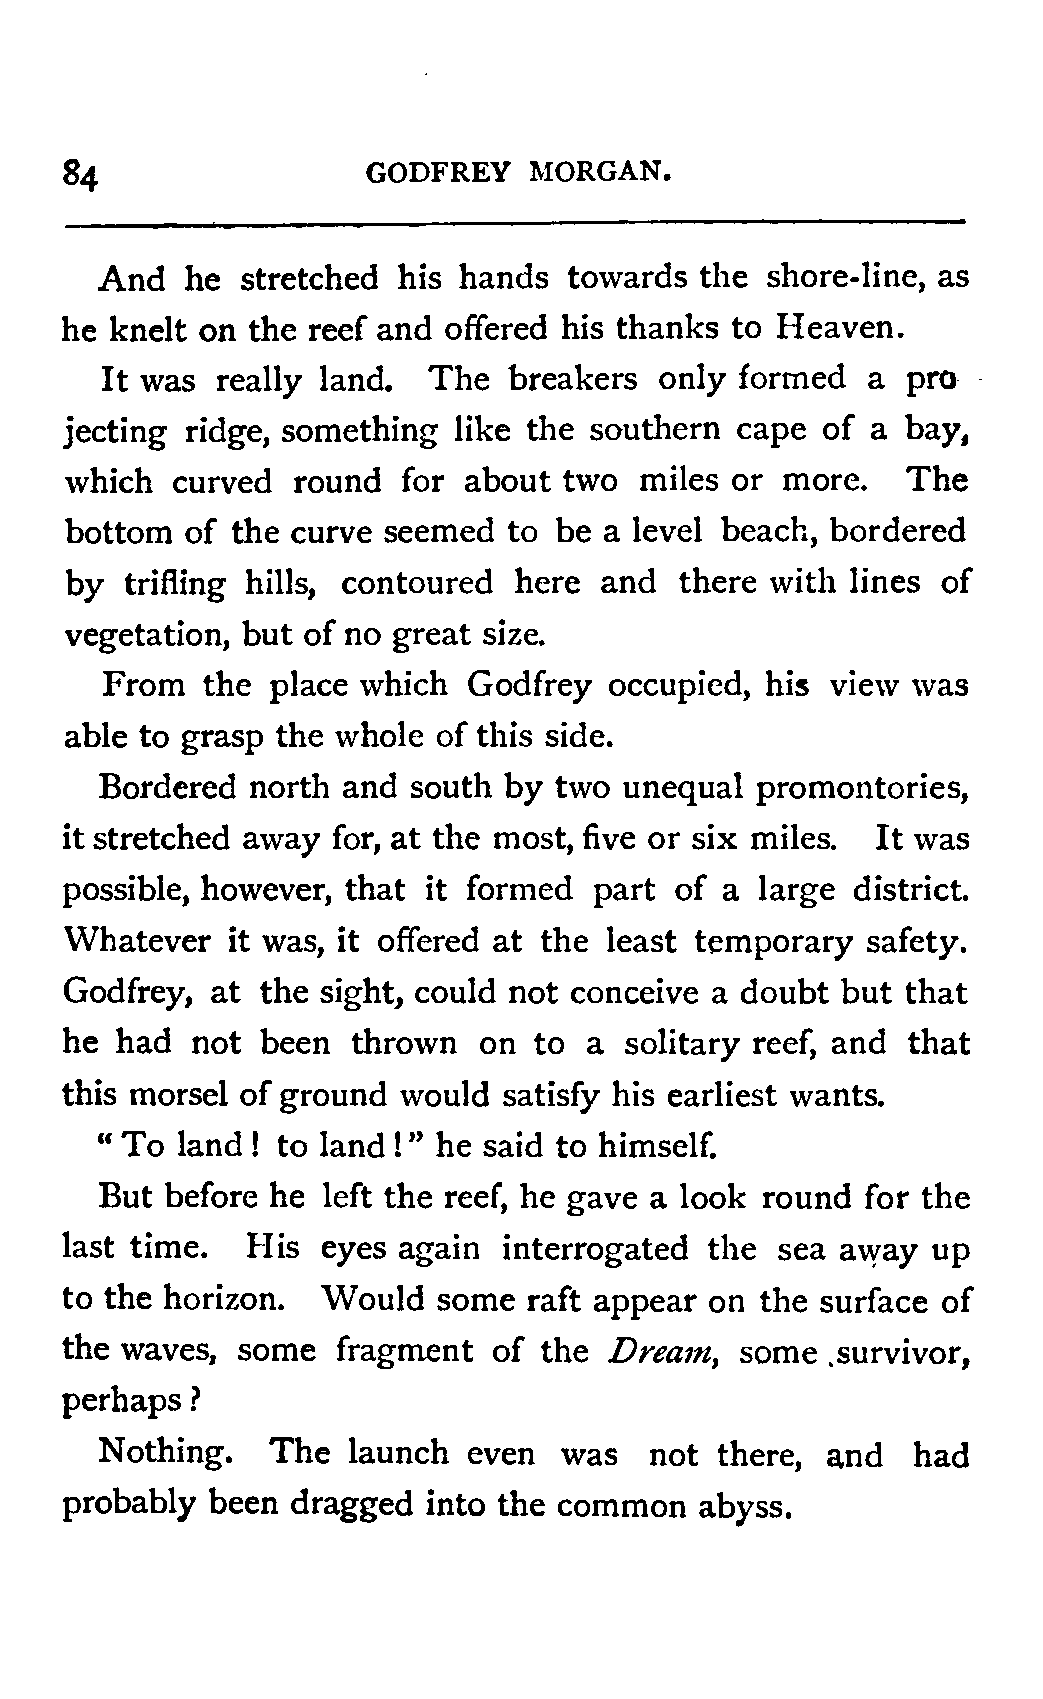 84 GODFREY MORGAN.
And he stretched his hands towards the shore-line, as
he knelt on the reef and offered his thanks to Heaven.
It was really land. The breakers only formed a pro-
jecting ridge, something like the southern cape of a bay,
which curved round for about two miles or more. The
bottom of the curve seemed to be a level beach, bordered
by trifling hills, contoured here and there with lines of
vegetation, but of no great size.
From the place which Godfrey occupied, his view was
able to grasp the whole of this side.
Bordered north and south by two unequal promontories,
it stretched away for, at the most, five or six miles. It was
possible, however, that it formed part of a large district.
Whatever it was, it offered at the least temporary safety.
Godfrey, at the sight, could not conceive a doubt but that
he had not been thrown on to a solitary reef, and that
this morsel of ground would satisfy his earliest wants.
“ To land ! to land ! ” he said to himself.
But before he left the reef, he gave a look round for the
last time. His eyes again interrogated the sea away up
to the horizon. Would some raft appear on the surface of
the waves, some fragment of the Dream, some survivor,
perhaps ?
Nothing. The launch even was not there, and had
probably been dragged into the common abyss.